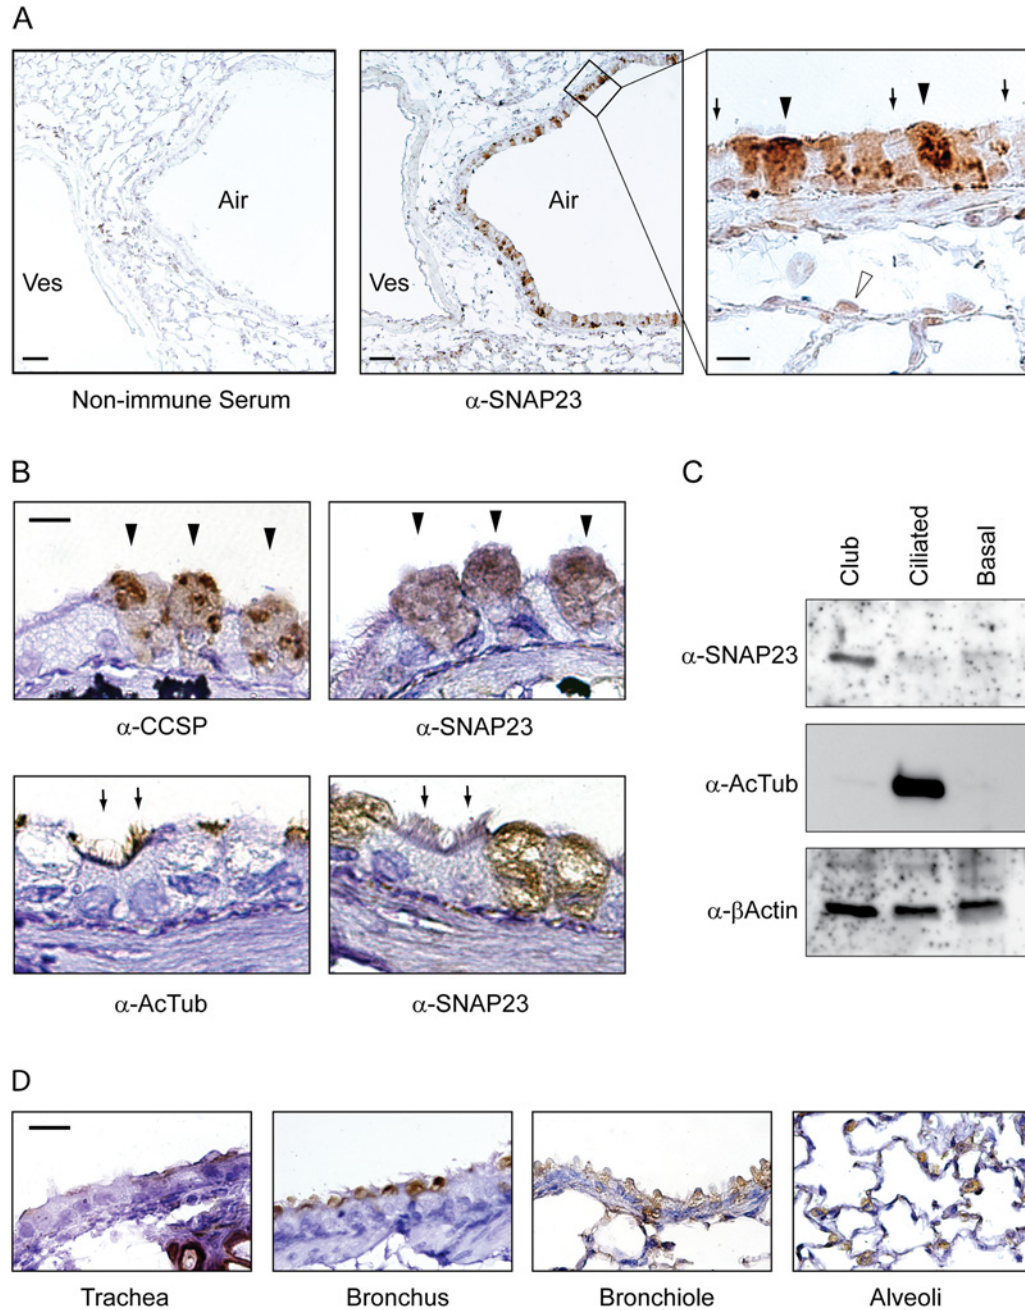 A
Air
Air
Ves
Ves
Non-immune Serum
α-SNAP23
B
C
α-CCSP
α-SNAP23
Club
Ciliated
Basal
α-SNAP23
α-AcTub
α-βActin
α-AcTub
α-SNAP23
D
Trachea
Bronchus
Bronchiole
Alveoli